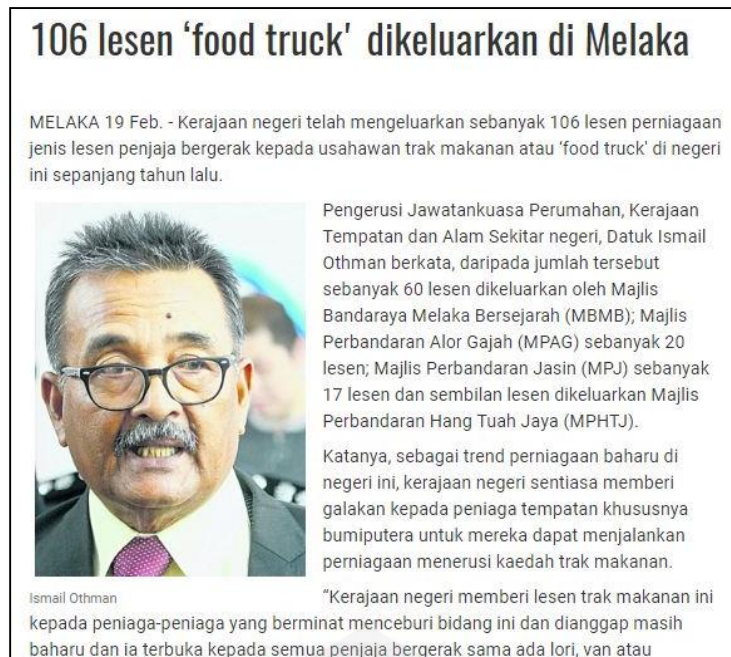 106 lesen ‘food truck' dikeluarkan di Melaka
MELAKA 19 Feb. - Kerajaan negeri telah mengeluarkan sebanyak 106 lesen perniagaan
jenis lesen penjaja bergerak kepada usahawan trak makanan atau ‘food truck' di negeri
ini sepanjang tahun lalu.
Pengerusi Jawatankuasa Perumahan, Kerajaan
Tempatan dan Alam Sekitar negeri, Datuk Ismail
Othman berkata, daripada jumlah tersebut
sebanyak 60 lesen dikeluarkan oleh Majlis
Bandaraya Melaka Bersejarah (MBMB); Majlis
Perbandaran Alor Gajah (MPAG) sebanyak 20
lesen; Majlis Perbandaran Jasin (MPJ) sebanyak
17 lesen dan sembilan lesen dikeluarkan Majlis
Perbandaran Hang Tuah Jaya (MPHTJ).
Katanya, sebagai trend perniagaan baharu di
negeri ini, kerajaan negeri sentiasa memberi
galakan kepada peniaga tempatan khususnya
bumiputera untuk mereka dapat menjalankan
perniagaan menerusi kaedah trak makanan.
Ismail Othman
“Kerajaan negeri memberi lesen trak makanan ini
kepada peniaga-peniaga yang berminat menceburi bidang ini dan dianggap masih
baharu dan ia terbuka kepada semua penjaja bergerak sama ada lori, van atau